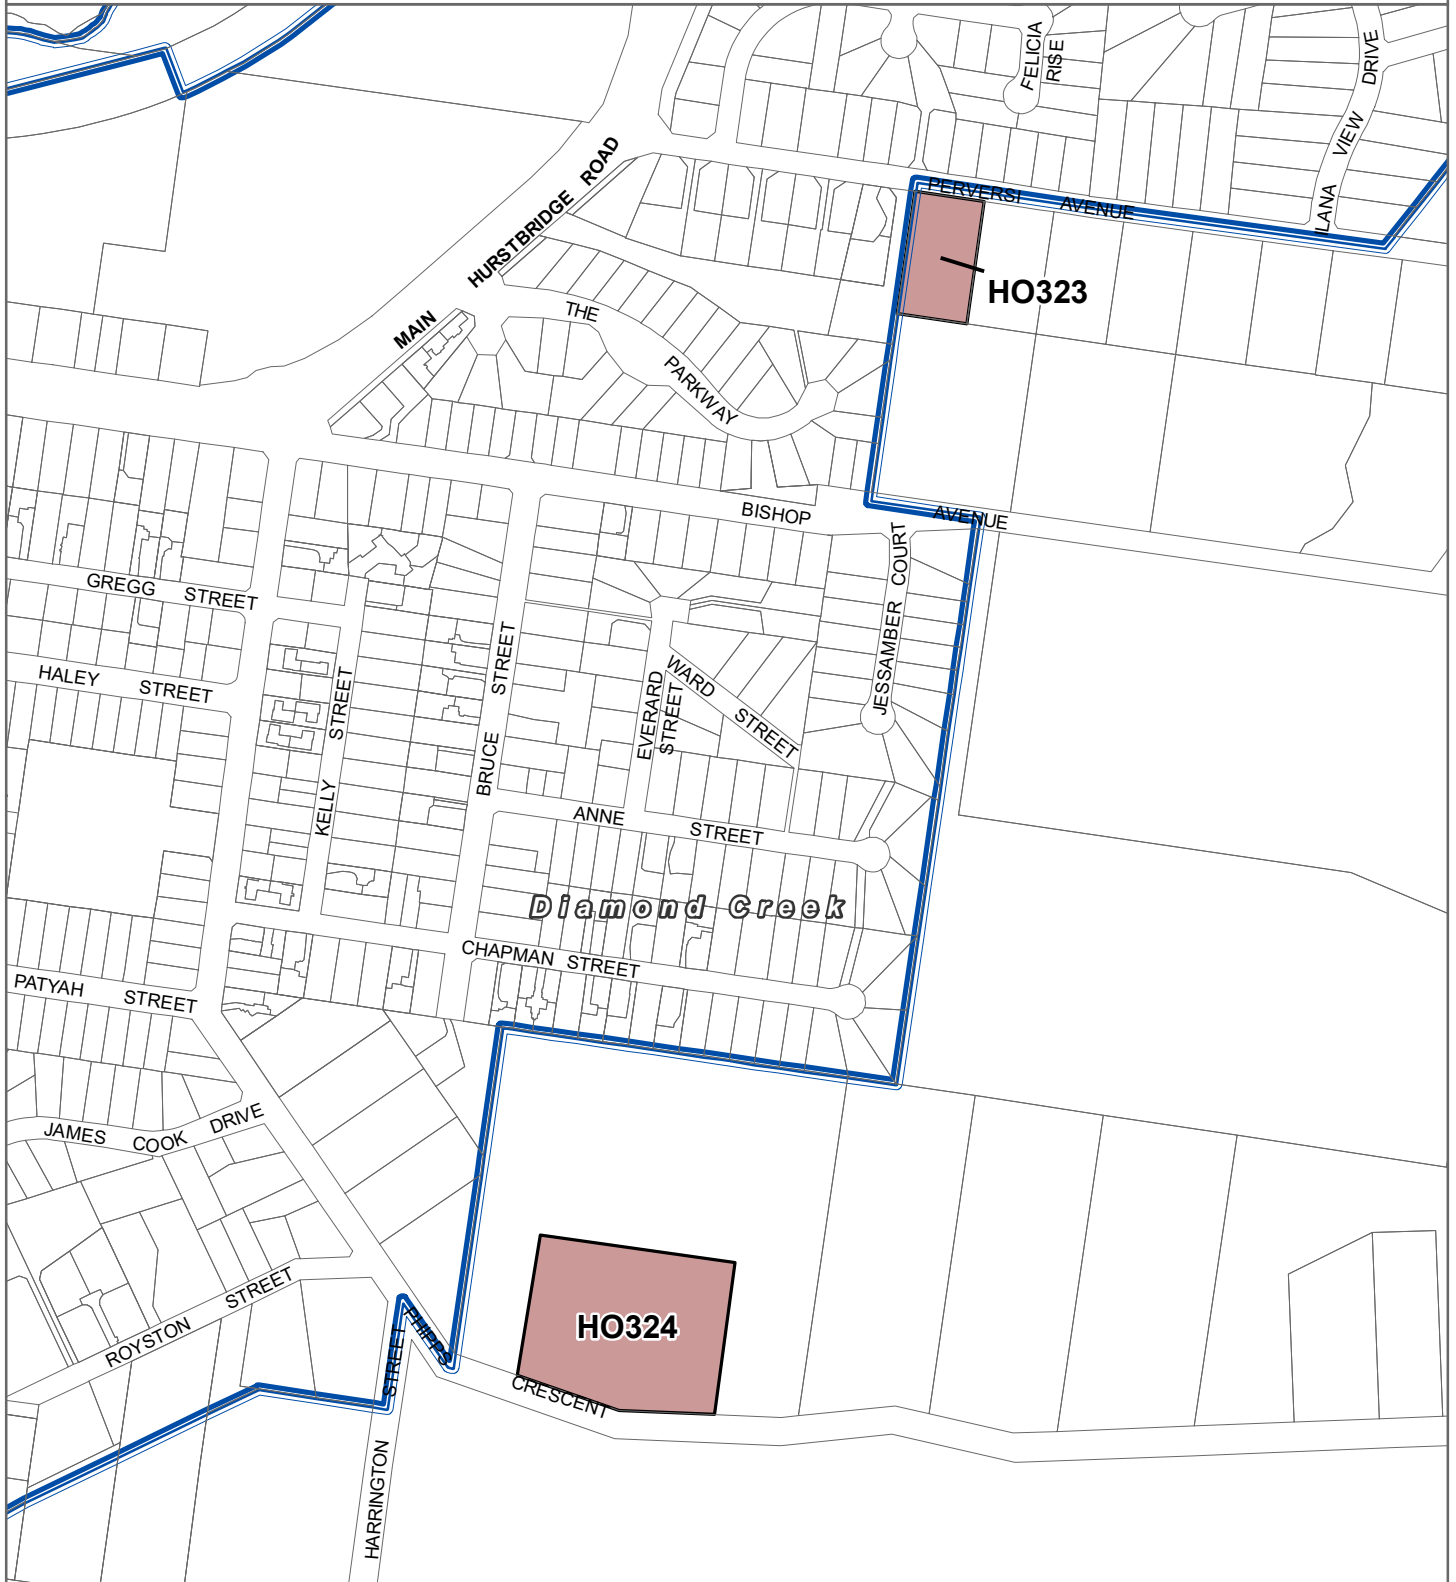 FELICIA
RISE
ILANA VIEW DRIVE
MAIN HURSTBRIDGE ROAD
PERVERSI AVENUE
HO323
THE PARKWAY
BISHOP AVENUE
GREGG STREET
JESSAMBER COURT
HALEY STREET
KELLY STREET
BRUCE STREET
EVERARD
STREET
WARD STREET
ANNE STREET
Diamond Creek
CHAPMAN STREET
PATYAH STREET
JAMES COOK DRIVE
ROYSTON STREET
HARRINGTON STREET
PHIPPS CRESCENT
HO324